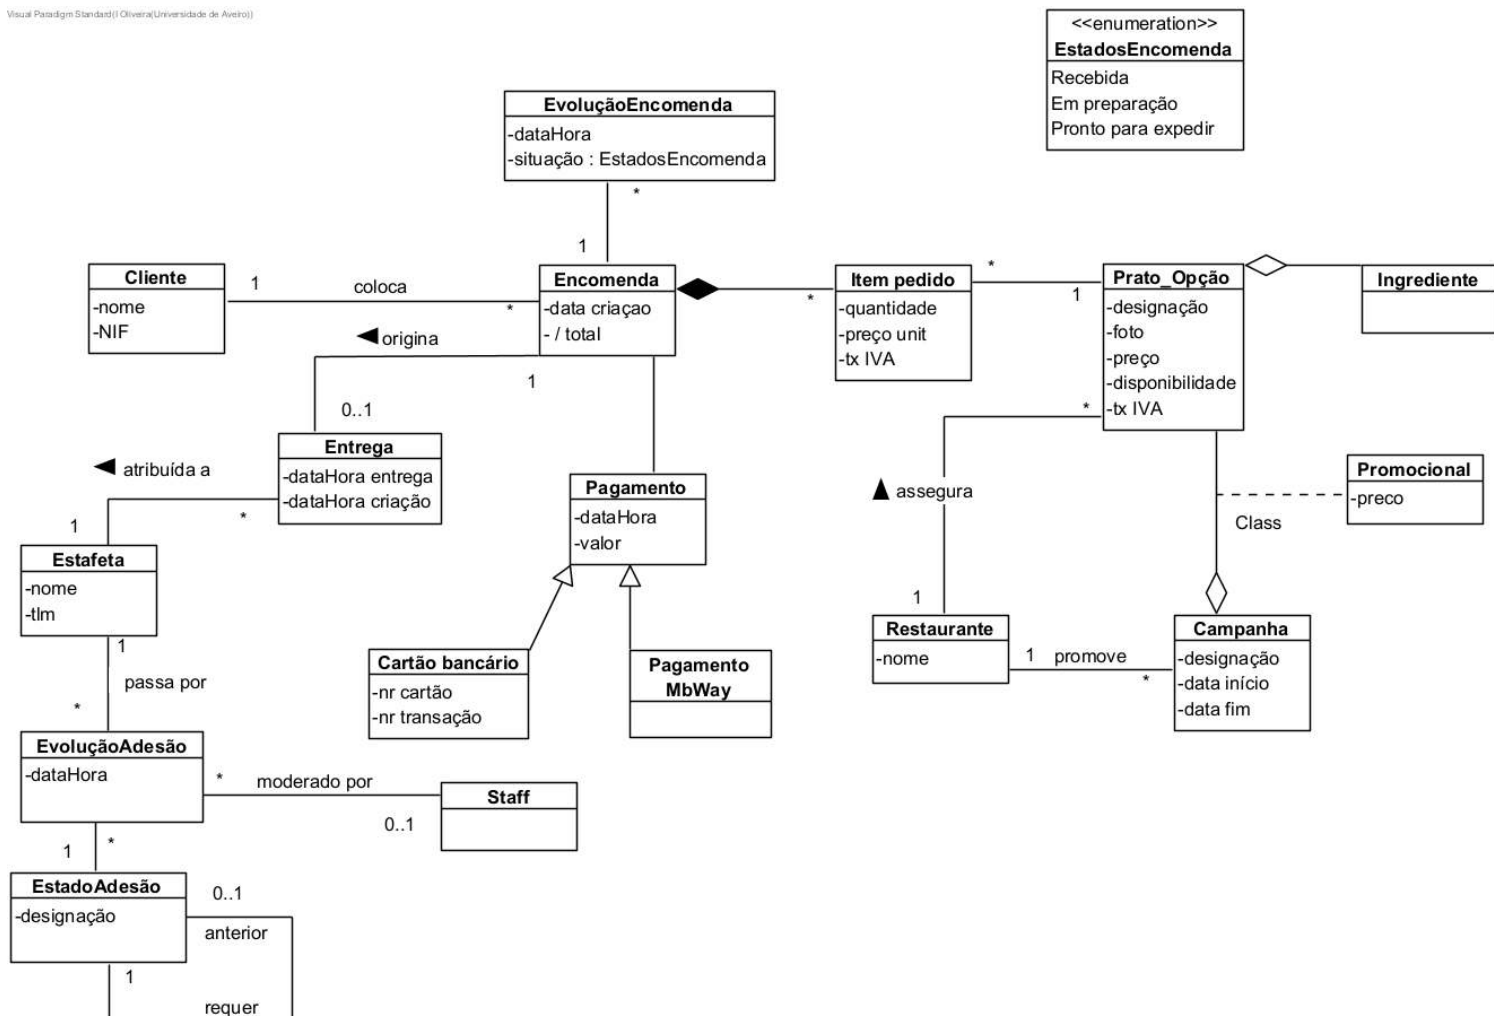 Visual Paradigm Standard(I Oliveira(Universidade de Aveiro))
<<enumeration>>
EstadosEncomenda
Recebida
Em preparação
Pronto para expedir
EvoluçãoEncomenda
-dataHora
-situação : EstadosEncomenda
*
1
Cliente
-nome
-NIF
1
coloca
*
Encomenda
-data criaçao
- / total
*
Item pedido
-quantidade
-preço unit
-tx IVA
*
1
Prato_Opção
-designação
-foto
-preço
-disponibilidade
-tx IVA
Ingrediente
origina
1
0..1
Entrega
-dataHora entrega
-dataHora criação
atribuída a
*
1
Estafeta
-nome
-tlm
Pagamento
-dataHora
-valor
*
assegura
1
Promocional
-preco
Class
Restaurante
-nome
1
promove
*
Campanha
-designação
-data início
-data fim
Cartão bancário
-nr cartão
-nr transação
Pagamento
MbWay
1
passa por
*
EvoluçãoAdesão
-dataHora
*
moderado por
0..1
Staff
1
*
EstadoAdesão
-designação
0..1
anterior
1
requer